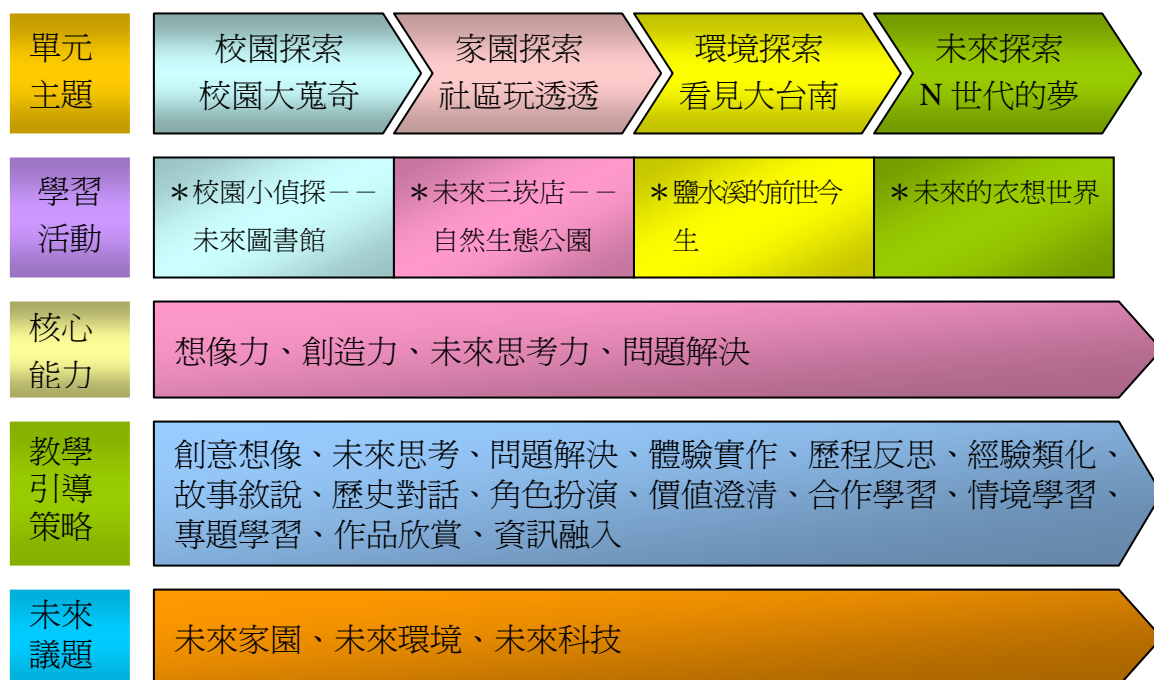 單元
主題
校園探索
校園大蒐奇
家園探索
社區玩透透
環境探索
看見大台南
未來探索
N 世代的夢
學習
活動
＊校園小偵探－－
未來圖書館
＊未來三崁店－－
自然生態公園
＊鹽水溪的前世今
生
＊未來的衣想世界
核心
能力
想像力、創造力、未來思考力、問題解決
教學
引導
策略
創意想像、未來思考、問題解決、體驗實作、歷程反思、經驗類化、
故事敘說、歷史對話、角色扮演、價值澄清、合作學習、情境學習、
專題學習、作品欣賞、資訊融入
未來
議題
未來家園、未來環境、未來科技